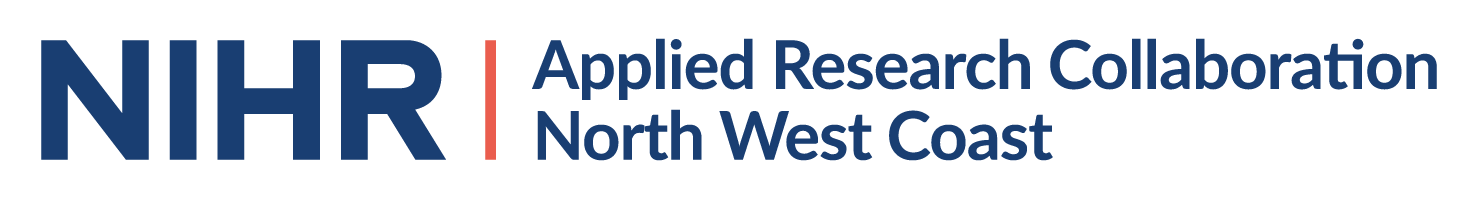 NIHR
Applied Research Collaboration
North West Coast